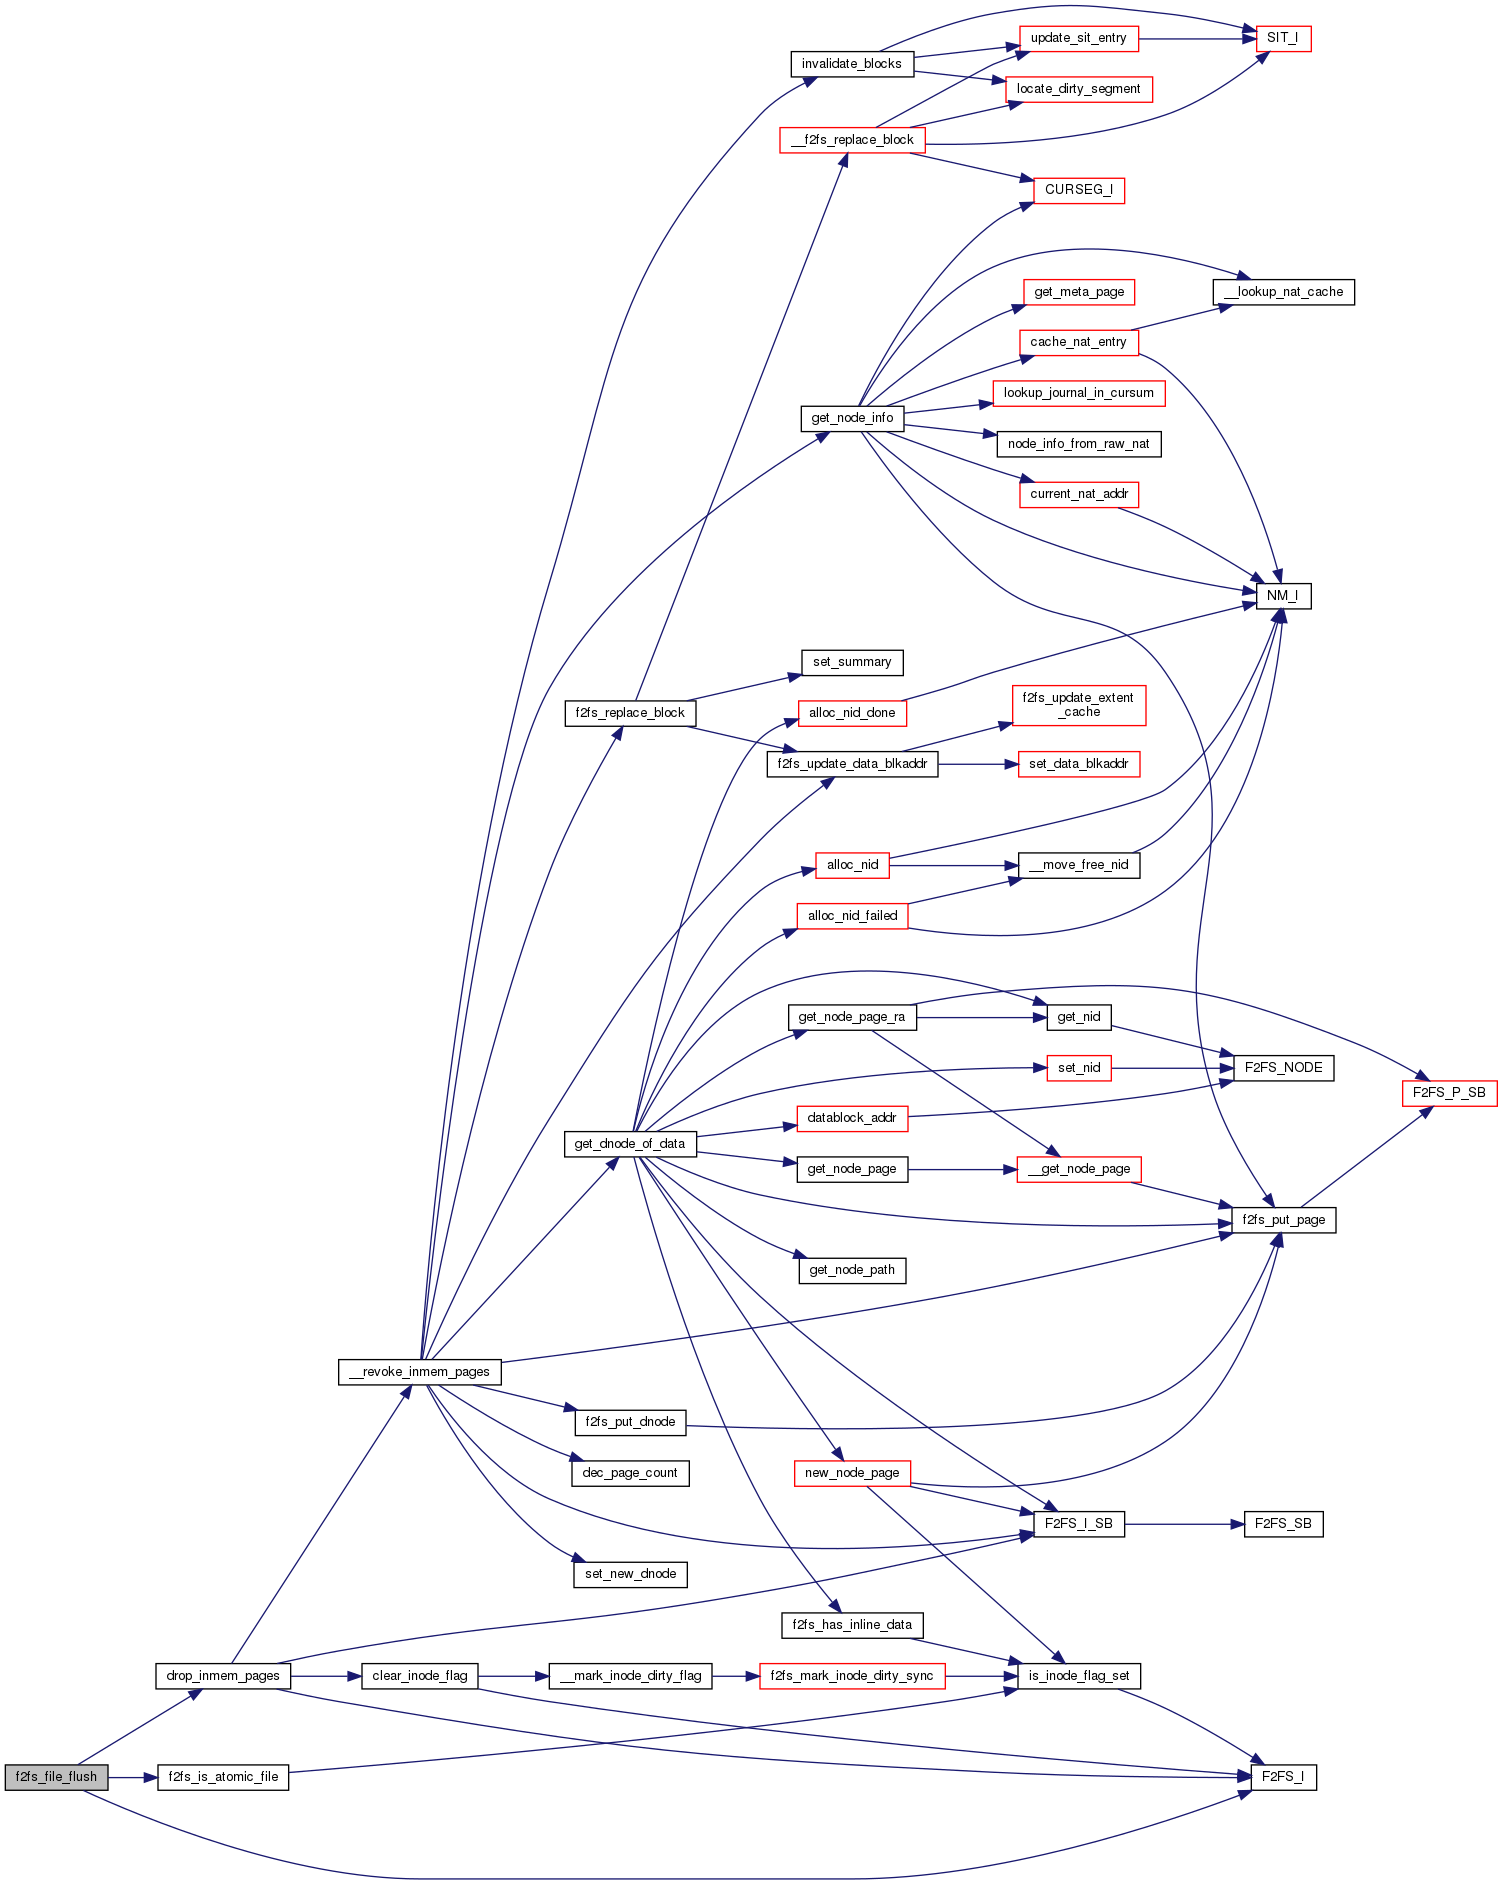 invalidate_blocks
update_sit_entry
SIT_I
locate_dirty_segment
__f2fs_replace_block
CURSEG_I
get_meta_page
__lookup_nat_cache
cache_nat_entry
lookup_journal_in_cursum
get_node_info
node_info_from_raw_nat
current_nat_addr
NM_I
set_summary
f2fs_replace_block
alloc_nid_done
f2fs_update_extent
_cache
f2fs_update_data_blkaddr
set_data_blkaddr
alloc_nid
__move_free_nid
alloc_nid_failed
get_node_page_ra
get_nid
set_nid
F2FS_NODE
F2FS_P_SB
datablock_addr
get_dnode_of_data
get_node_page
__get_node_page
f2fs_put_page
get_node_path
__revoke_inmem_pages
f2fs_put_dnode
dec_page_count
new_node_page
F2FS_I_SB
F2FS_SB
set_new_dnode
f2fs_has_inline_data
drop_inmem_pages
clear_inode_flag
__mark_inode_dirty_flag
f2fs_mark_inode_dirty_sync
is_inode_flag_set
f2fs_file_flush
f2fs_is_atomic_file
F2FS_I